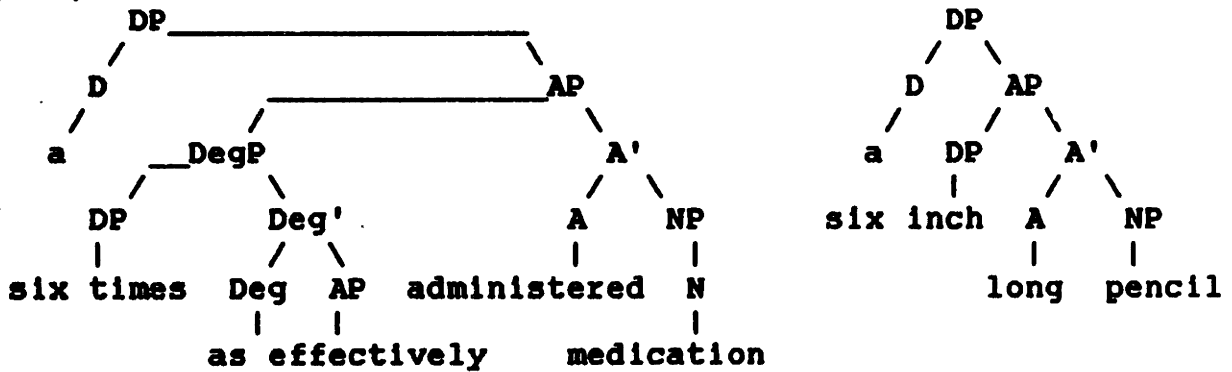 DP DP
D AP D AP
a DegP A' a DP A'
DP Deg' A NP six inch A NP
six times Deg AP administered N long pencil
as effectively medication